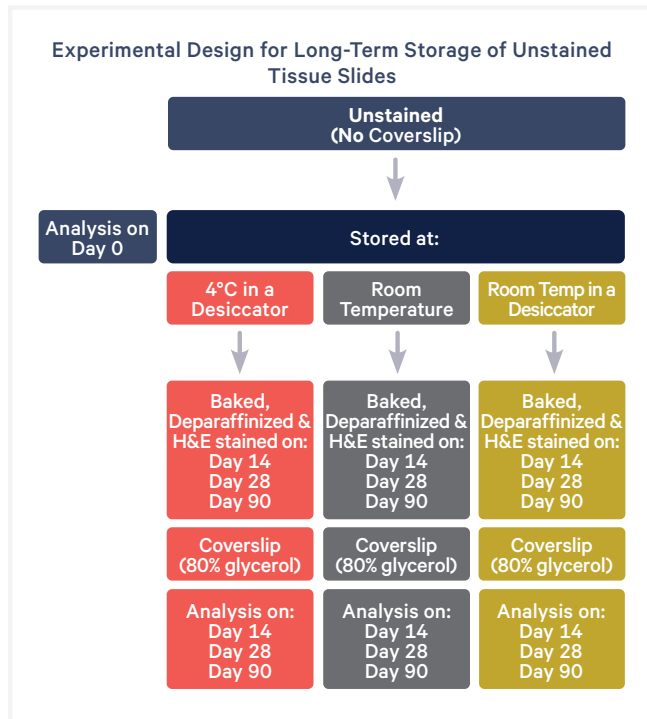 Experimental Design for Long-Term Storage of Unstained
Tissue Slides
Unstained
(No Coverslip)
Analysis on
Day 0
Stored at:
4°C in a
Desiccator
Room
Temperature
Room Temp in a
Desiccator
Baked,
Deparaffinized &
H&E stained on:
Day 14
Day 28
Day 90
Baked,
Deparaffinized &
H&E stained on:
Day 14
Day 28
Day 90
Baked,
Deparaffinized &
H&E stained on:
Day 14
Day 28
Day 90
Coverslip
(80% glycerol)
Coverslip
(80% glycerol)
Coverslip
(80% glycerol)
Analysis on:
Day 14
Day 28
Day 90
Analysis on:
Day 14
Day 28
Day 90
Analysis on:
Day 14
Day 28
Day 90